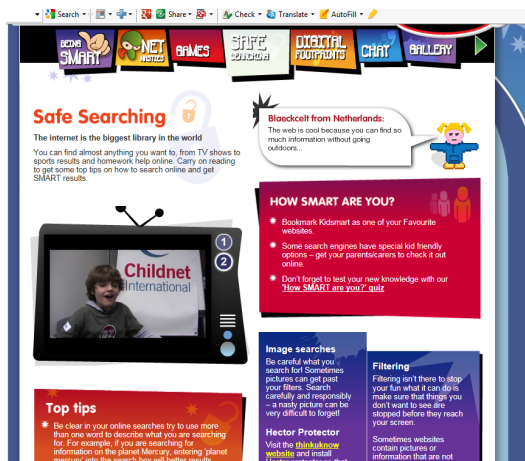 Search
Share
Check
Translate
AutoFill
BEING SMART
NET NASTIES
GAMES
SAFE SEARCHING
DIGITAL FOOTPRINTS
CHAT
GALLERY
Safe Searching
The internet is the biggest library in the world
You can find almost anything you want, from TV shows to
sports results and homework help online. Carry on reading
to get some top tips on how to search online and get
SMART results.
Blaeckcelt from Netherlands:
The web is cool because you can find so
much information without going
outdoors...
HOW SMART ARE YOU?
Bookmark Kidsmart as one of your Favourite
websites.
Some search engines have special kid friendly
options – get your parents/carers to check it out
online.
Don't forget to test your new knowledge with our
'How SMART are you?' quiz
1
2
Childnet
International
Top tips
Be clear in your online searches try to use more
than one word to describe what you are searching
for. For example, if you are searching for
information on the planet Mercury, entering 'planet
mercury' into the search box will better results
Image searches
Be careful what you
search for! Sometimes
pictures can get past
your filters. Search
carefully and responsibly
– a nasty picture can be
very difficult to forget!
Hector Protector
Visit the thinkuknow
website and install
Filtering
Filtering isn't there to stop
your fun what it can do is
make sure that things you
don't want to see are
stopped before they reach
your screen.
Sometimes websites
contain pictures or
information that are not